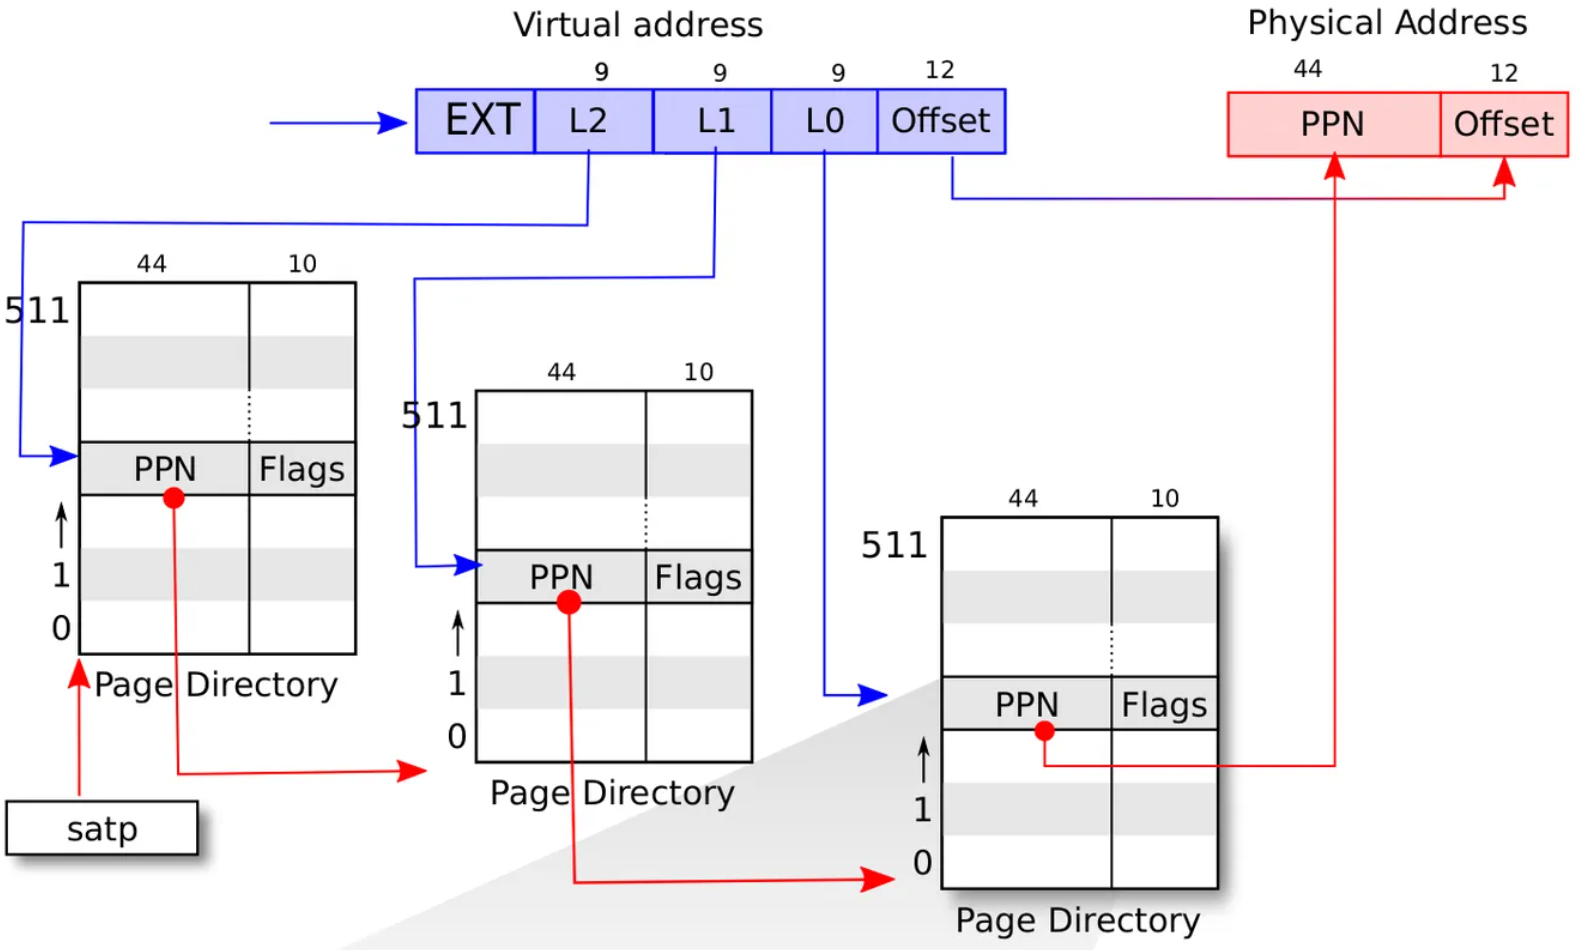 Virtual address
Physical Address
9 9 9 12
44 12
EXT L2 L1 L0 Offset
PPN Offset
44 10
511
PPN Flags
1
0
Page Directory
satp
44 10
511
PPN Flags
1
0
Page Directory
44 10
511
PPN Flags
1
0
Page Directory